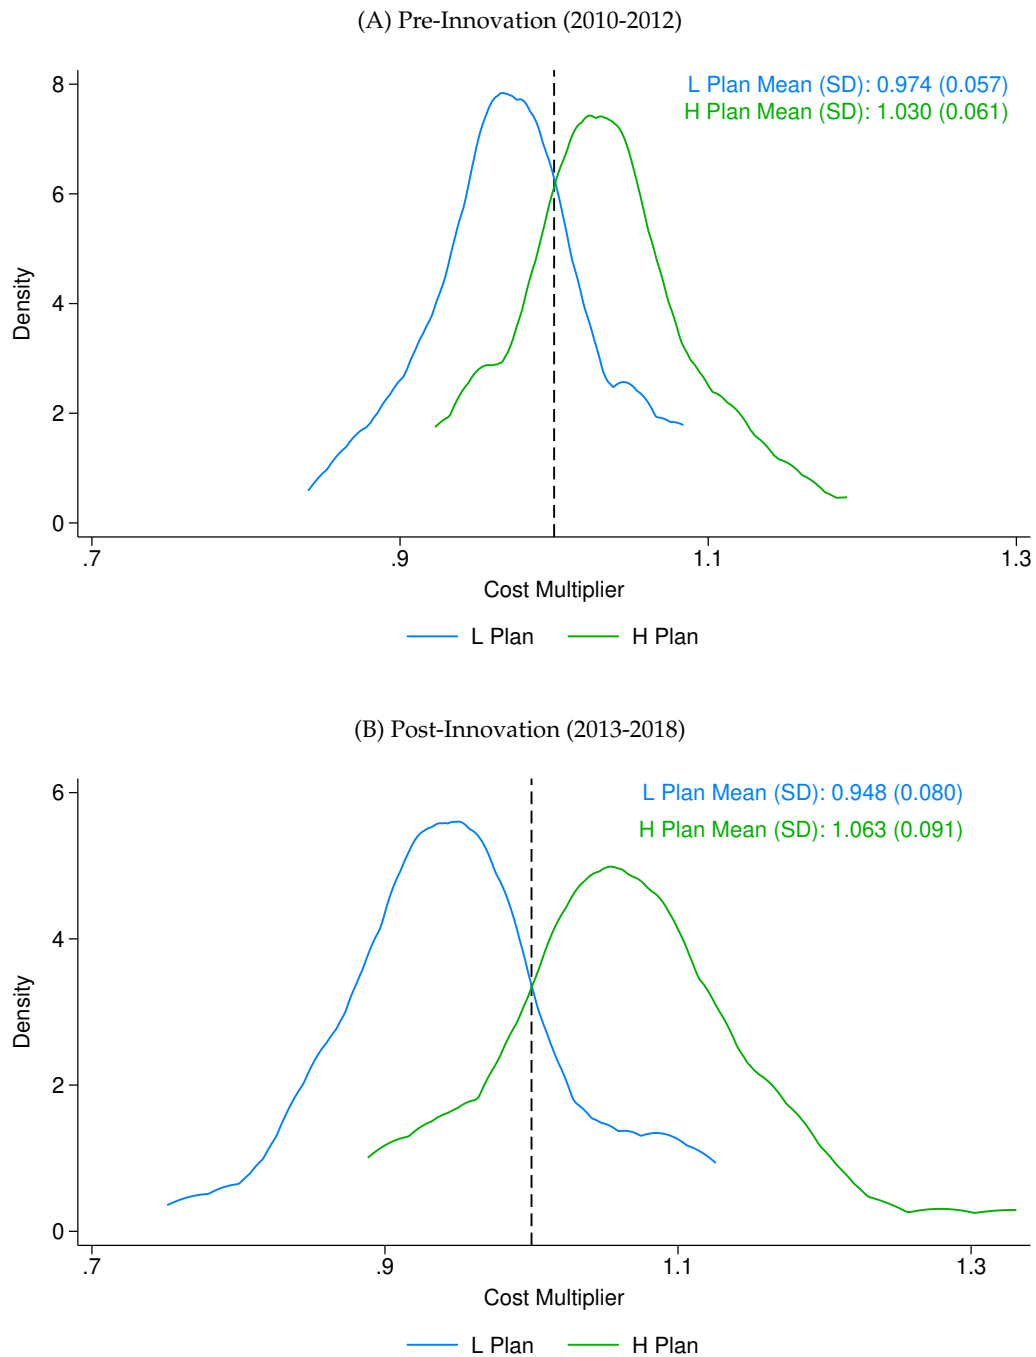 (A) Pre-Innovation (2010-2012)
L Plan Mean (SD): 0.974 (0.057)
H Plan Mean (SD): 1.030 (0.061)
8
6
4
2
0
Density
.7
.9
1.1
1.3
Cost Multiplier
L Plan
H Plan
(B) Post-Innovation (2013-2018)
L Plan Mean (SD): 0.948 (0.080)
H Plan Mean (SD): 1.063 (0.091)
6
4
2
0
Density
.7
.9
1.1
1.3
Cost Multiplier
L Plan
H Plan